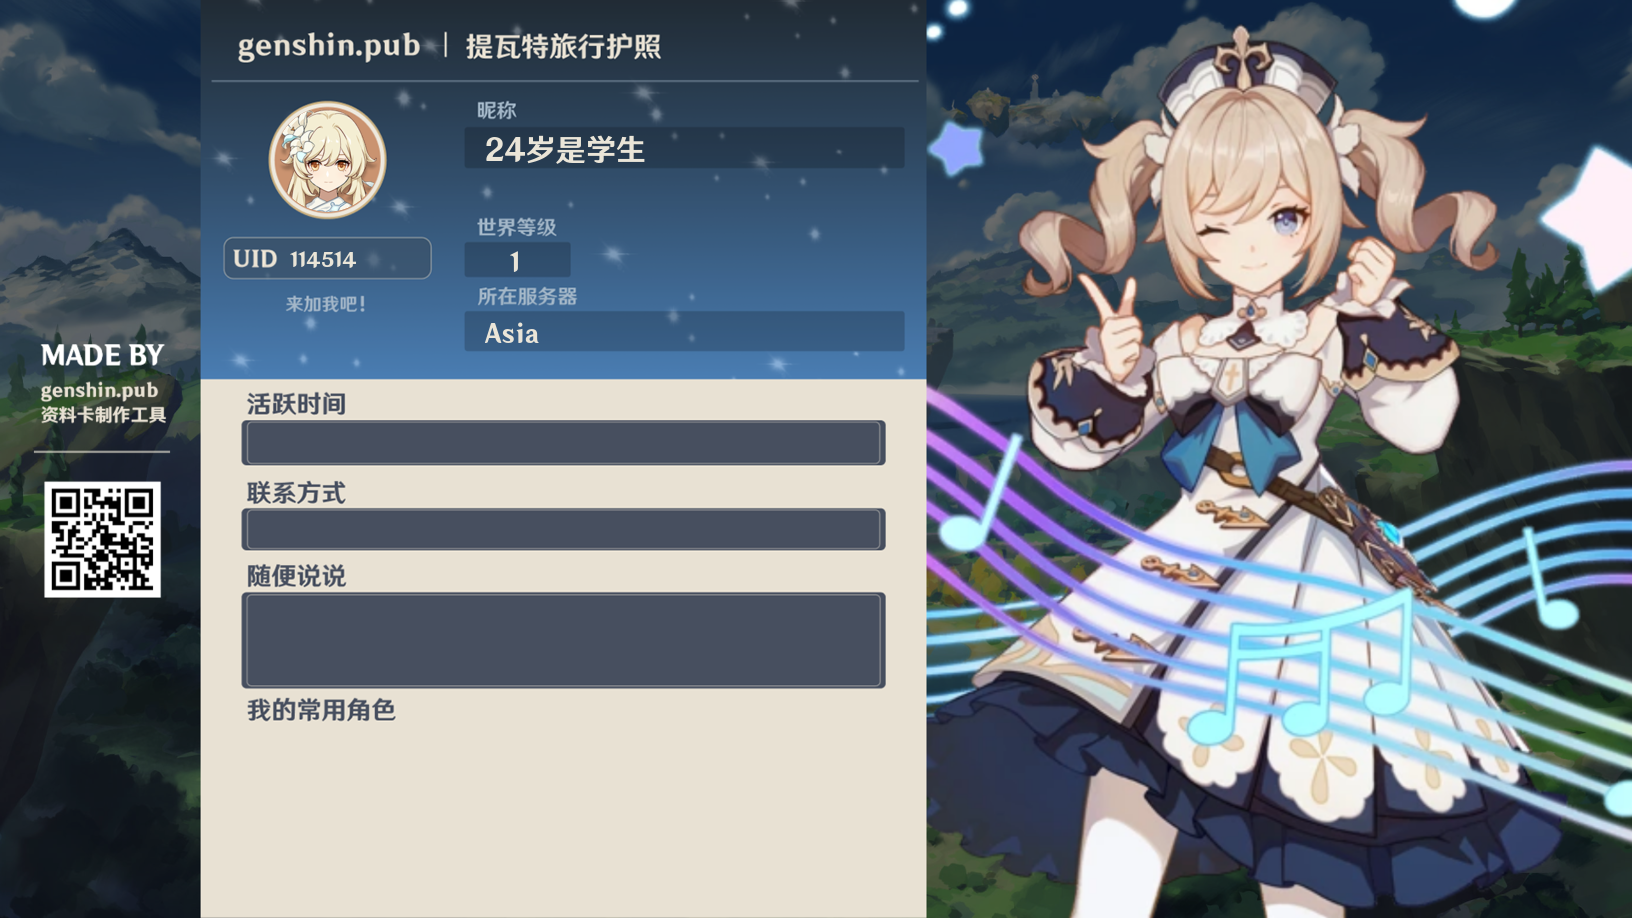 genshin.pub | 提瓦特旅行护照
昵称
24岁是学生
世界等级
1
UID 114514
所在服务器
来加我吧!
Asia
MADE BY
genshin.pub
资料卡制作工具
活跃时间
联系方式
随便说说
我的常用角色